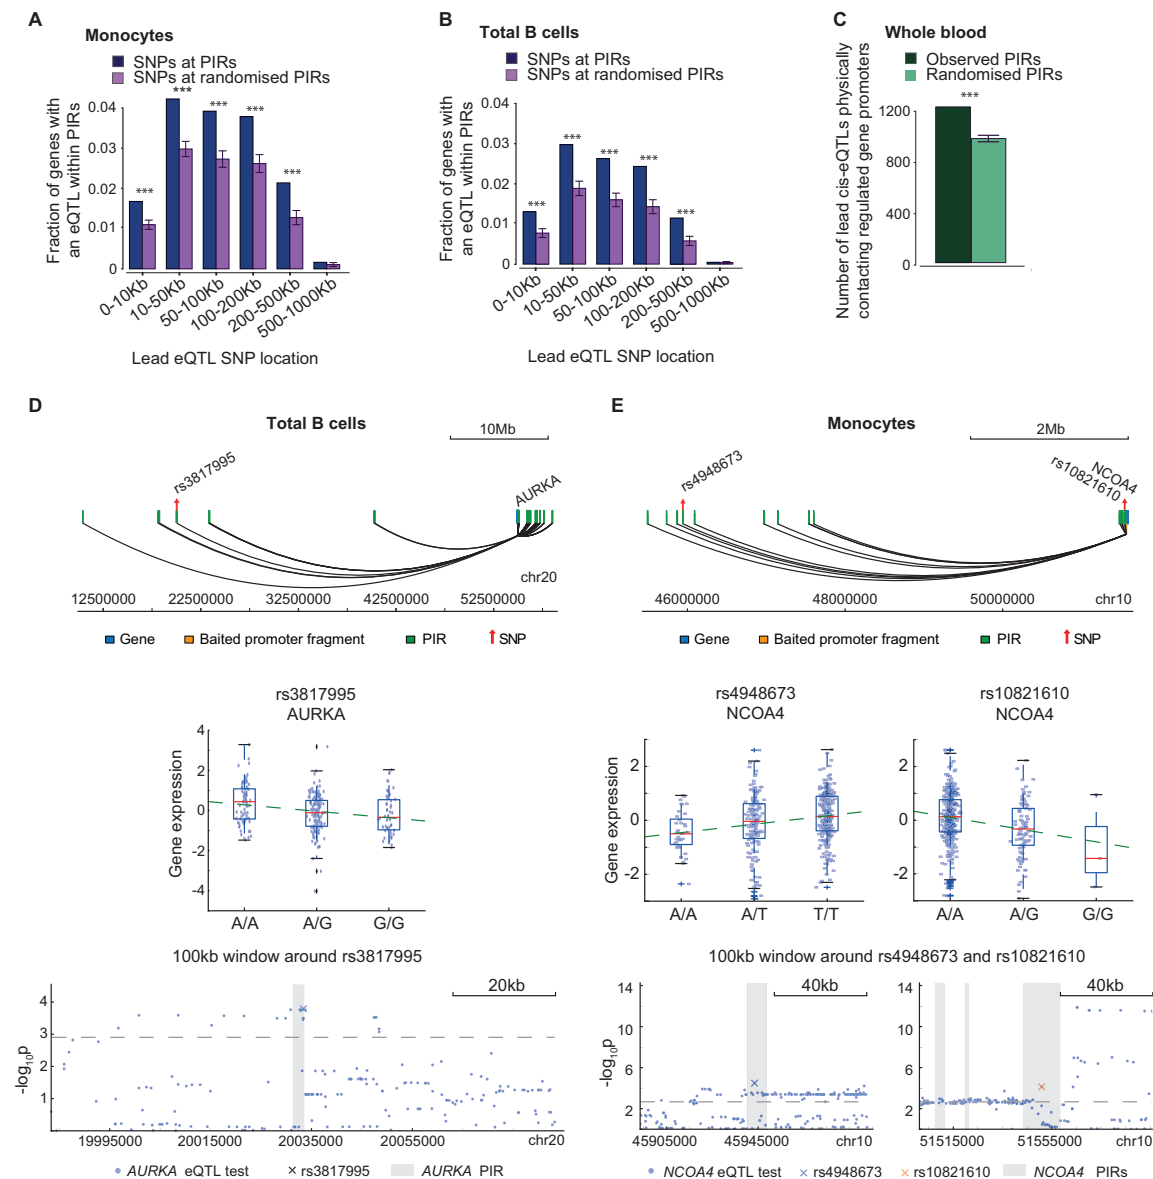 A
Monocytes
SNPs at PIRs
SNPs at randomised PIRs
Fraction of genes with
an eQTL within PIRs
0.04
0.03
0.02
0.01
0
***
***
***
***
***
0-10Kb
10-50Kb
50-100Kb
100-200Kb
200-500Kb
500-1000Kb
Lead eQTL SNP location
B
Total B cells
SNPs at PIRs
SNPs at randomised PIRs
Fraction of genes with
an eQTL within PIRs
0.04
0.03
0.02
0.01
0
***
***
***
***
***
0-10Kb
10-50Kb
50-100Kb
100-200Kb
200-500Kb
500-1000Kb
Lead eQTL SNP location
C
Whole blood
Observed PIRs
Randomised PIRs
Number of lead cis-eQTLs physically
contacting regulated gene promoters
***
1200
800
400
0
D
Total B cells
10Mb
rs3817995
AURKA
chr20
12500000 22500000 32500000 42500000 52500000
Gene Baited promoter fragment PIR SNP
rs3817995
AURKA
Gene expression
4
2
0
-2
-4
A/A A/G G/G
100kb window around rs3817995
20kb
-log10p
4
3
2
1
19995000 20015000 20035000 20055000 chr20
AURKA eQTL test × rs3817995 AURKA PIR
E
Monocytes
2Mb
rs4948673
NCOA4
rs10821610
46000000 48000000 50000000 chr10
Gene Baited promoter fragment PIR SNP
rs4948673
NCOA4
Gene expression
2
0
-2
A/A A/T T/T
rs10821610
NCOA4
2
0
-2
A/A A/G G/G
100kb window around rs4948673 and rs10821610
40kb
-log10p
14
10
6
2
45905000 45945000 chr10
40kb
14
10
6
2
51515000 51555000 chr10
NCOA4 eQTL test × rs4948673 × rs10821610 NCOA4 PIRs